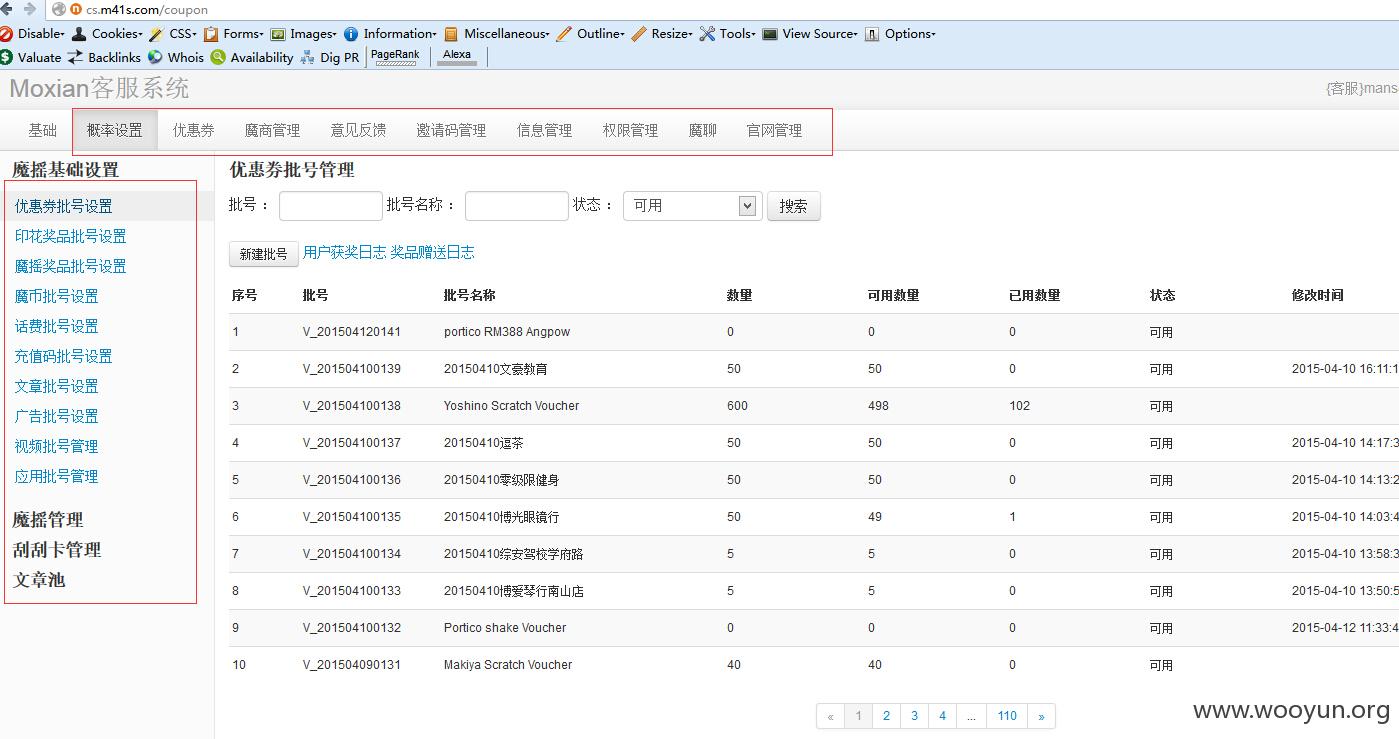 cs.m41s.com/coupon
Disable Cookies CSS Forms Images Information Miscellaneous Outline Resize Tools View Source Options
Valuate Backlinks Whois Availability Dig PR PageRank Alexa
Moxian客服系统
{客服}mans
基础 概率设置 优惠券 魔商管理 意见反馈 邀请码管理 信息管理 权限管理 魔聊 官网管理
魔摇基础设置
优惠券批号设置
印花奖品批号设置
魔摇奖品批号设置
魔币批号设置
话费批号设置
充值码批号设置
文章批号设置
广告批号设置
视频批号管理
应用批号管理
魔摇管理
刮刮卡管理
文章池
优惠券批号管理
批号： 批号名称： 状态： 可用 搜索
新建批号 用户获奖日志 奖品赠送日志
序号 批号 批号名称 数量 可用数量 已用数量 状态 修改时间
1 V_201504120141 portico RM388 Angpow 0 0 0 可用
2 V_201504100139 20150410文豪教育 50 50 0 可用 2015-04-10 16:11:1
3 V_201504100138 Yoshino Scratch Voucher 600 498 102 可用
4 V_201504100137 20150410逗茶 50 50 0 可用 2015-04-10 14:17:3
5 V_201504100136 20150410零级限健身 50 50 0 可用 2015-04-10 14:13:2
6 V_201504100135 20150410博光眼镜行 50 49 1 可用 2015-04-10 14:03:4
7 V_201504100134 20150410综安驾校学府路 5 5 0 可用 2015-04-10 13:58:3
8 V_201504100133 20150410博爱琴行南山店 5 5 0 可用 2015-04-10 13:50:5
9 V_201504100132 Portico shake Voucher 0 0 0 可用 2015-04-12 11:33:4
10 V_201504090131 Makiya Scratch Voucher 40 40 0 可用
« 1 2 3 4 ... 110 »
www.wooyun.org